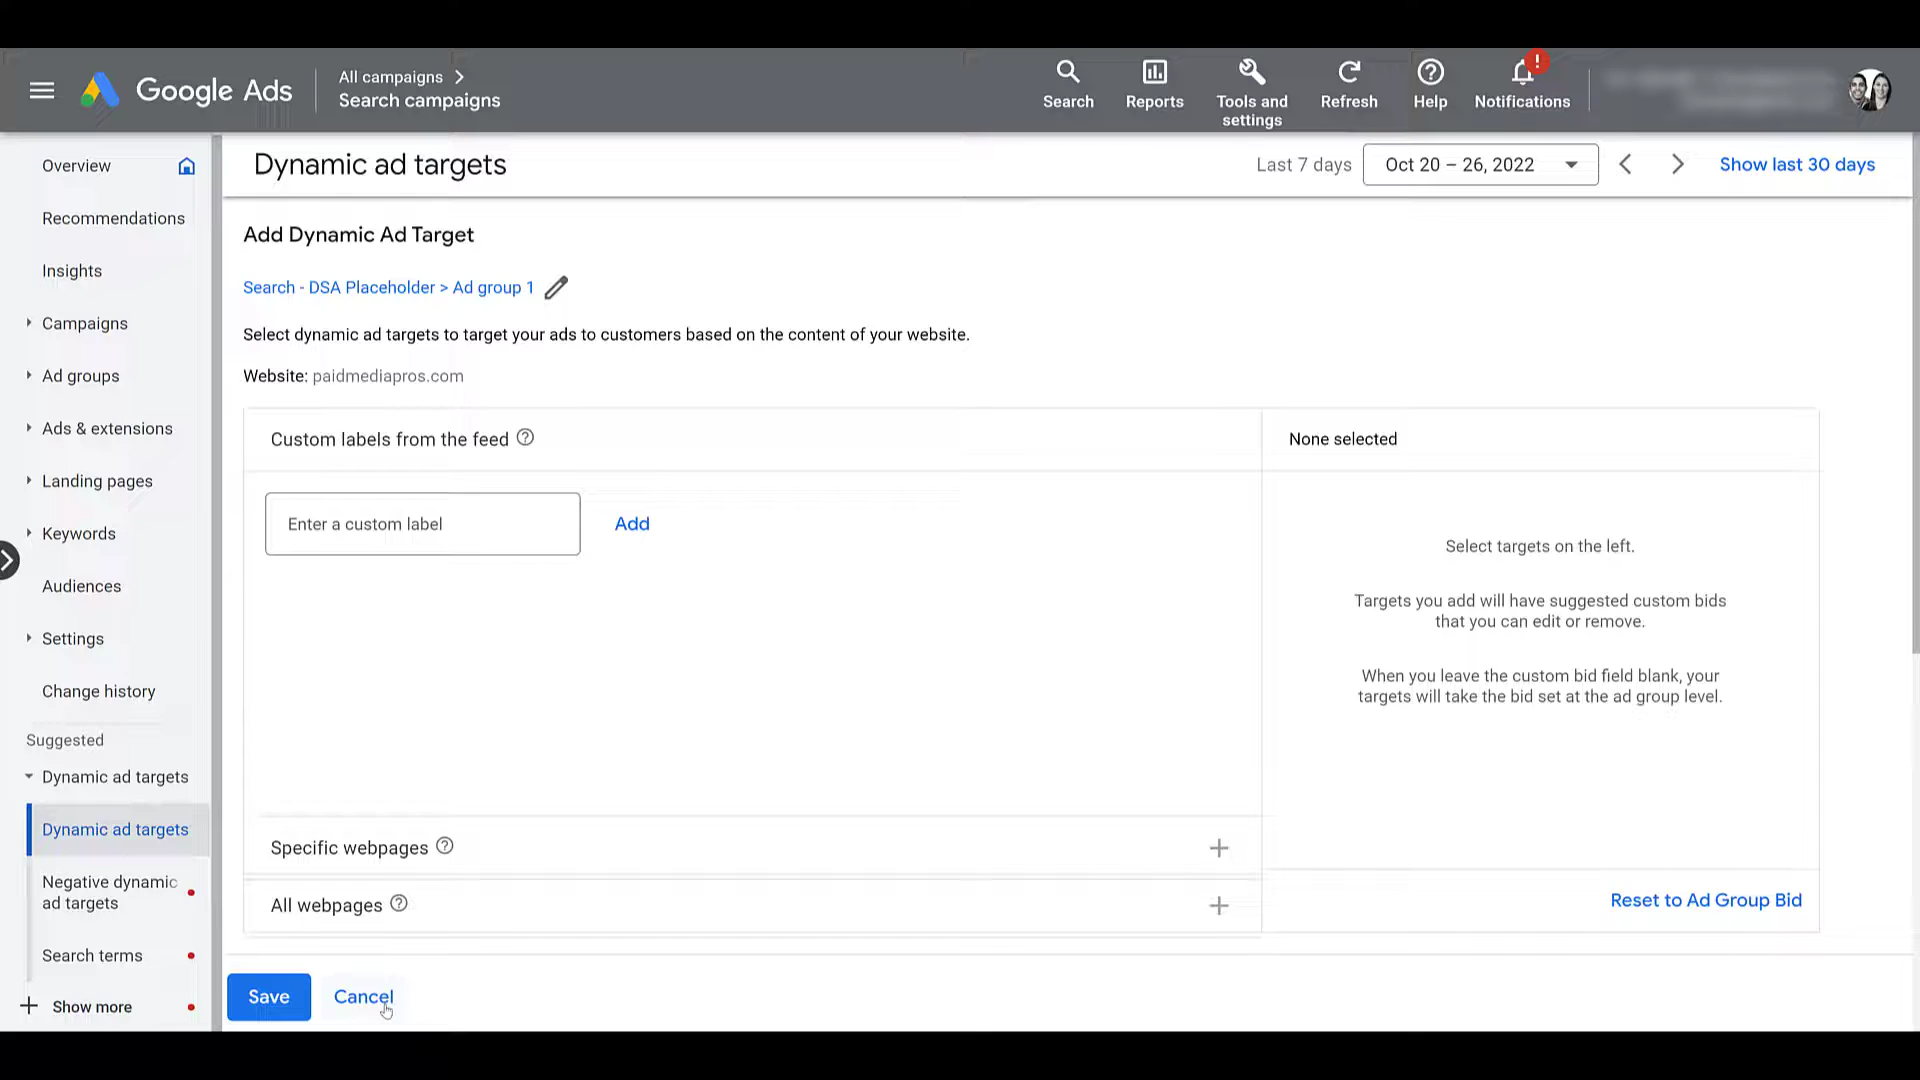 Google Ads
All campaigns
Search campaigns
Search
Reports
Tools and
settings
Refresh
Help
!
Notifications
Overview
Recommendations
Insights
Campaigns
Ad groups
Ads & extensions
Landing pages
Keywords
Audiences
Settings
Change history
Suggested
Dynamic ad targets
Dynamic ad targets
Negative dynamic
ad targets
Search terms
Show more
Dynamic ad targets
Last 7 days
Oct 20 – 26, 2022
Show last 30 days
Add Dynamic Ad Target
Search - DSA Placeholder > Ad group 1
Select dynamic ad targets to target your ads to customers based on the content of your website.
Website: paidmediapros.com
Custom labels from the feed
Enter a custom label
Add
Specific webpages
All webpages
None selected
Select targets on the left.
Targets you add will have suggested custom bids
that you can edit or remove.
When you leave the custom bid field blank, your
targets will take the bid set at the ad group level.
Reset to Ad Group Bid
Save
Cancel